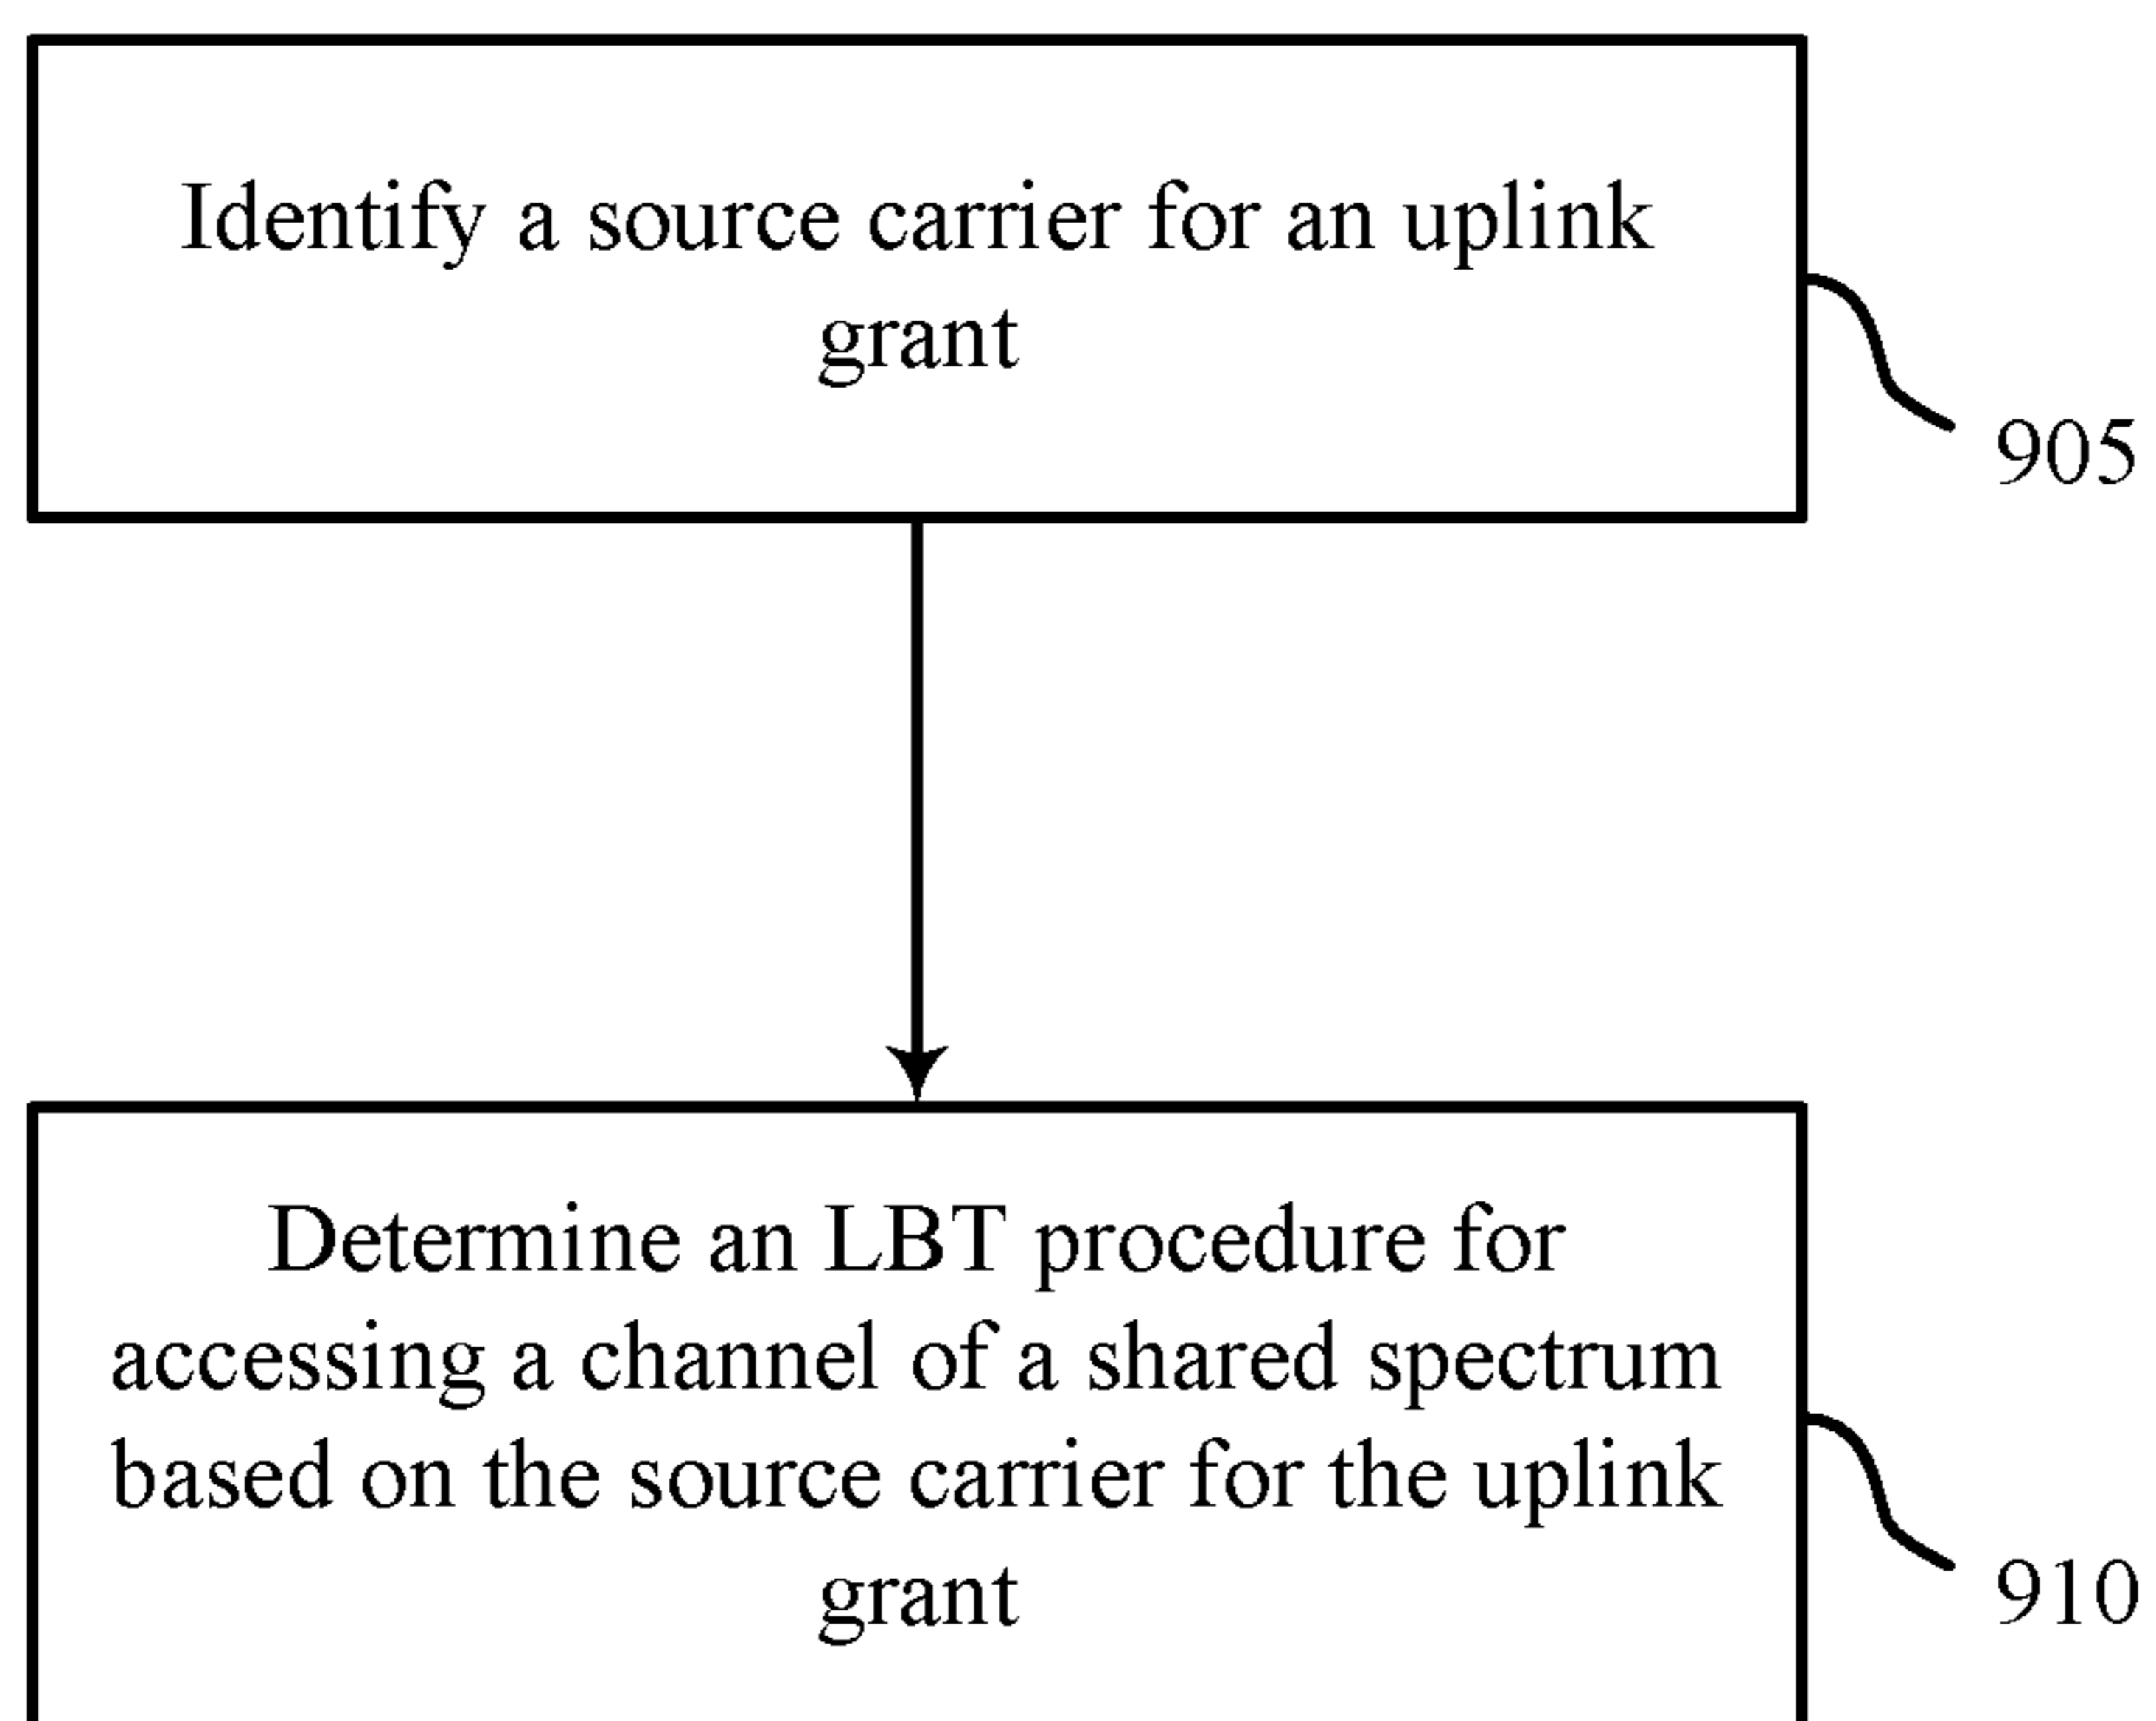 Identify a source carrier for an uplink
grant
905
Determine an LBT procedure for
accessing a channel of a shared spectrum
based on the source carrier for the uplink
grant
910